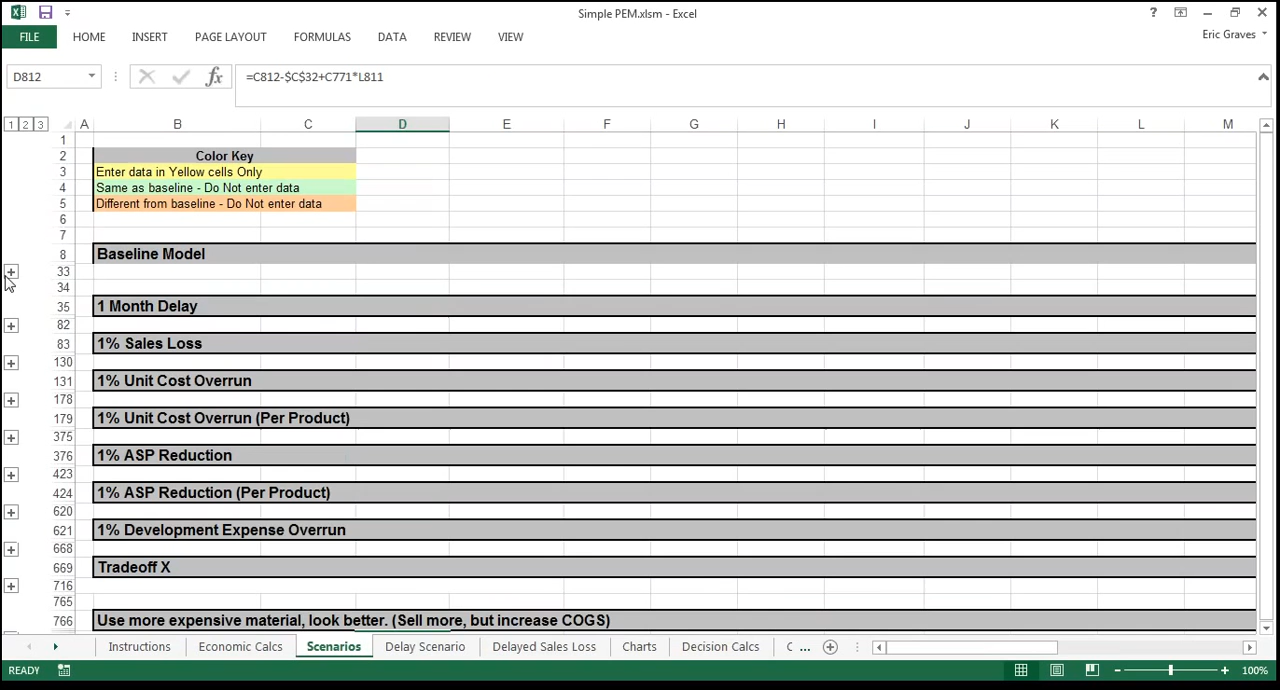 Simple PEM.xlsm - Excel
?
FILE HOME INSERT PAGE LAYOUT FORMULAS DATA REVIEW VIEW Eric Graves
D812 fx =C812-$C$32+C771*L811
1 2 3 A B C D E F G H I J K L M
1
2 Color Key
3 Enter data in Yellow cells Only
4 Same as baseline - Do Not enter data
5 Different from baseline - Do Not enter data
6
7
8 Baseline Model
33
34
35 1 Month Delay
82
83 1% Sales Loss
130
131 1% Unit Cost Overrun
178
179 1% Unit Cost Overrun (Per Product)
375
376 1% ASP Reduction
423
424 1% ASP Reduction (Per Product)
620
621 1% Development Expense Overrun
668
669 Tradeoff X
716
765
766 Use more expensive material, look better. (Sell more, but increase COGS)
Instructions Economic Calcs Scenarios Delay Scenario Delayed Sales Loss Charts Decision Calcs C ...
READY 100%